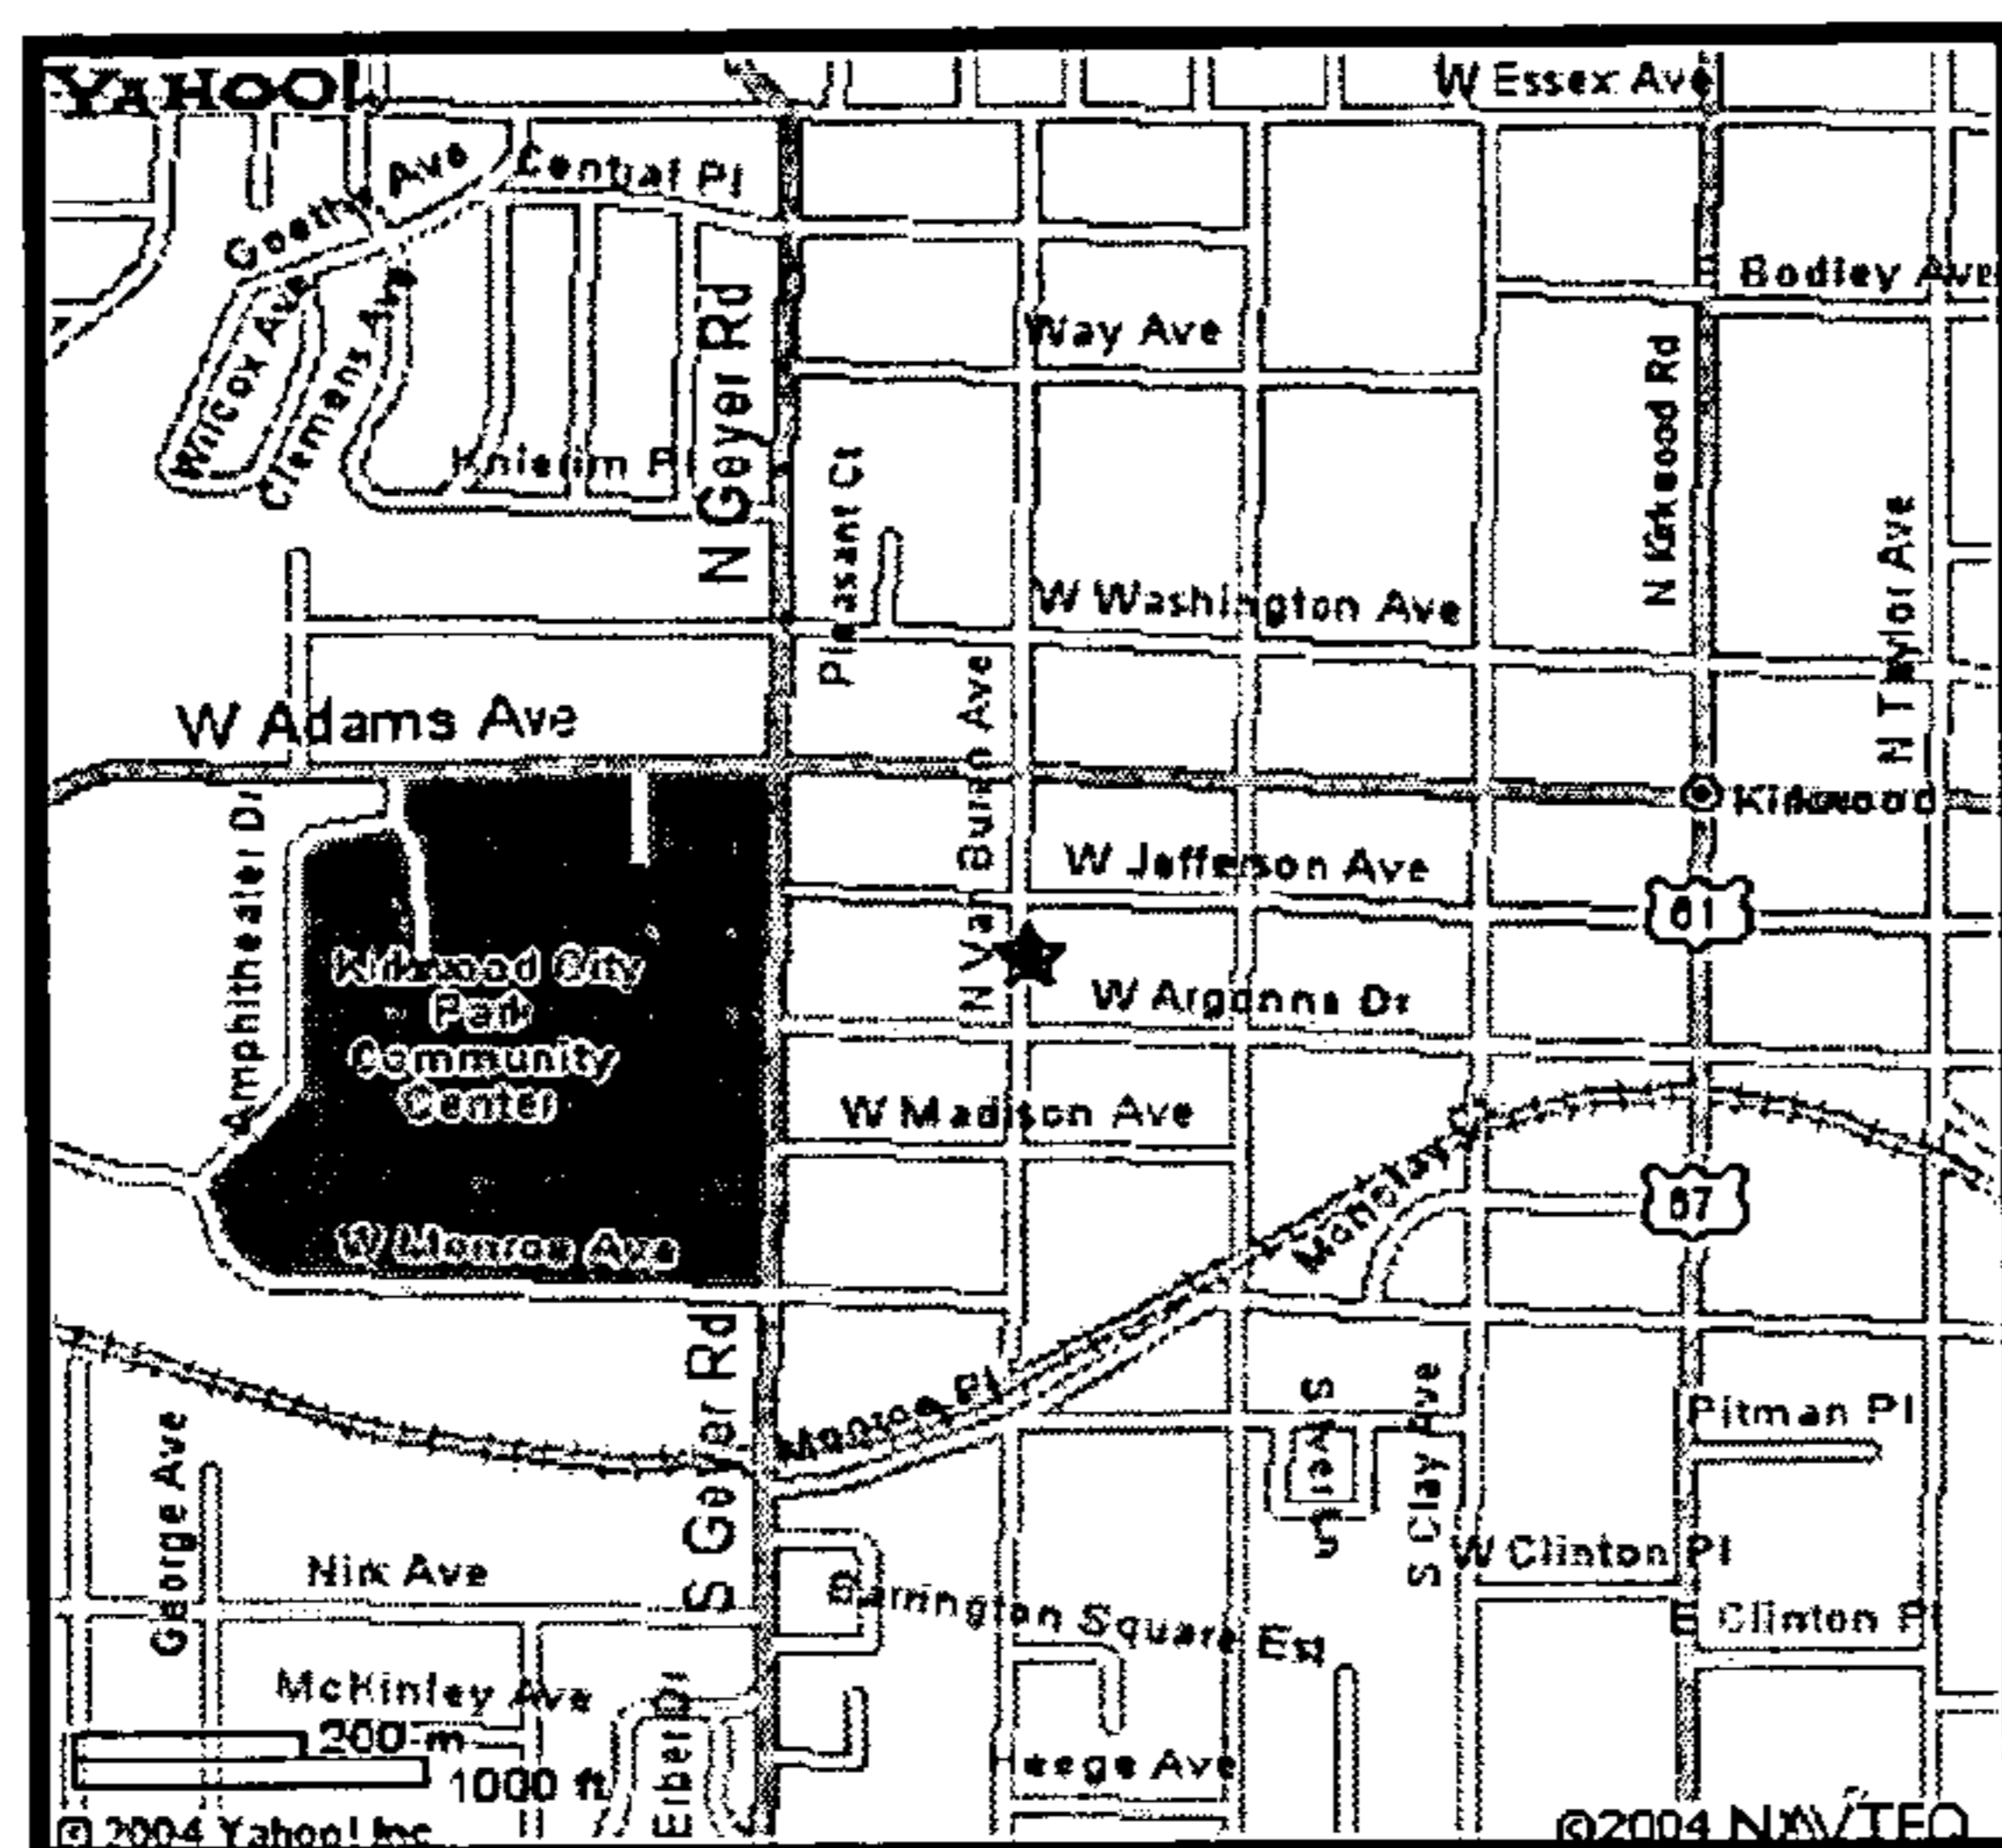 YAHOO!
W Essex Ave
Goethe Ave
Central Pl
Bodley Ave
Wilcox Ave
Clemens Ave
Way Ave
N Geyer Rd
N Kirkwood Rd
Knierim Pl
Pleasant Ct
W Washington Ave
N Taylor Ave
W Adams Ave
N Van Buren Ave
Kirkwood
Amphitheater Dr
W Jefferson Ave
61
Kirkwood City
Park
Community
Center
W Argonne Dr
W Madison Ave
67
W Monroe Ave
S Geyer Rd
Monroe Pl
S Clay Ave
Pitman Pl
George Ave
Nirk Ave
W Clinton Pl
Barrington Square Est
E Clinton Pl
McKinley Ave
200 m
1000 ft
Heege Ave
© 2004 Yahoo! Inc
©2004 NAVTEQ